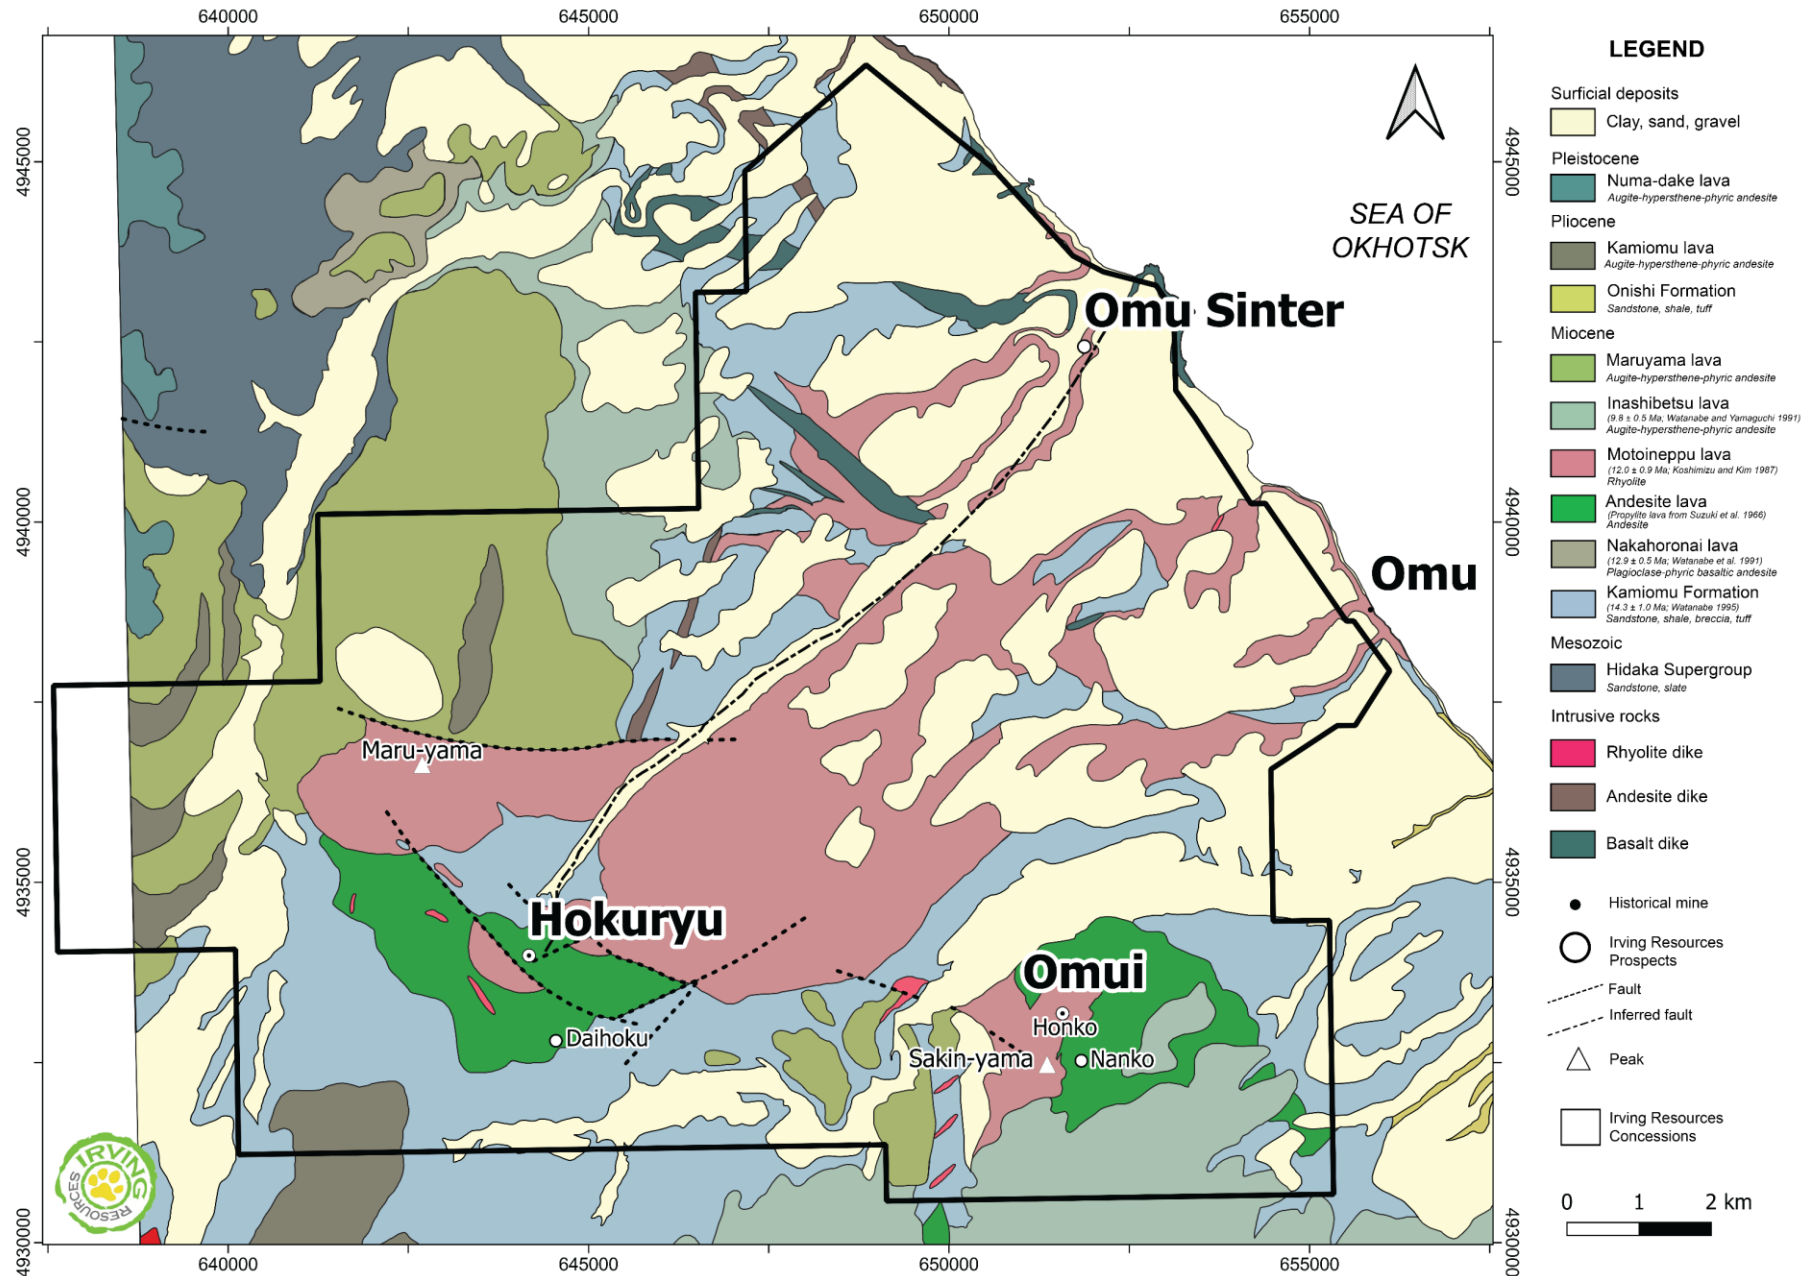 640000
645000
650000
655000
4945000
4940000
4935000
4930000
4945000
4940000
4935000
4930000
640000
645000
650000
655000
SEA OF
OKHOTSK
Omu Sinter
Omu
Maru-yama
Hokuryu
Daihoku
Omui
Honko
Sakin-yama
Nanko
IRVING
RESOURCES
LEGEND
Surficial deposits
Clay, sand, gravel
Pleistocene
Numa-dake lava
Augite-hypersthene-phyric andesite
Pliocene
Kamiomu lava
Augite-hypersthene-phyric andesite
Onishi Formation
Sandstone, shale, tuff
Miocene
Maruyama lava
Augite-hypersthene-phyric andesite
Inashibetsu lava
(9.8 ± 0.5 Ma; Watanabe and Yamaguchi 1991)
Augite-hypersthene-phyric andesite
Motoineppu lava
(12.0 ± 0.9 Ma; Koshimizu and Kim 1987)
Rhyolite
Andesite lava
(Propylite lava from Suzuki et al. 1966)
Andesite
Nakahoronai lava
(12.9 ± 0.5 Ma; Watanabe et al. 1991)
Plagioclase-phyric basaltic andesite
Kamiomu Formation
(14.3 ± 1.0 Ma; Watanabe 1995)
Sandstone, shale, breccia, tuff
Mesozoic
Hidaka Supergroup
Sandstone, slate
Intrusive rocks
Rhyolite dike
Andesite dike
Basalt dike
Historical mine
Irving Resources
Prospects
Fault
Inferred fault
Peak
Irving Resources
Concessions
0 1 2 km